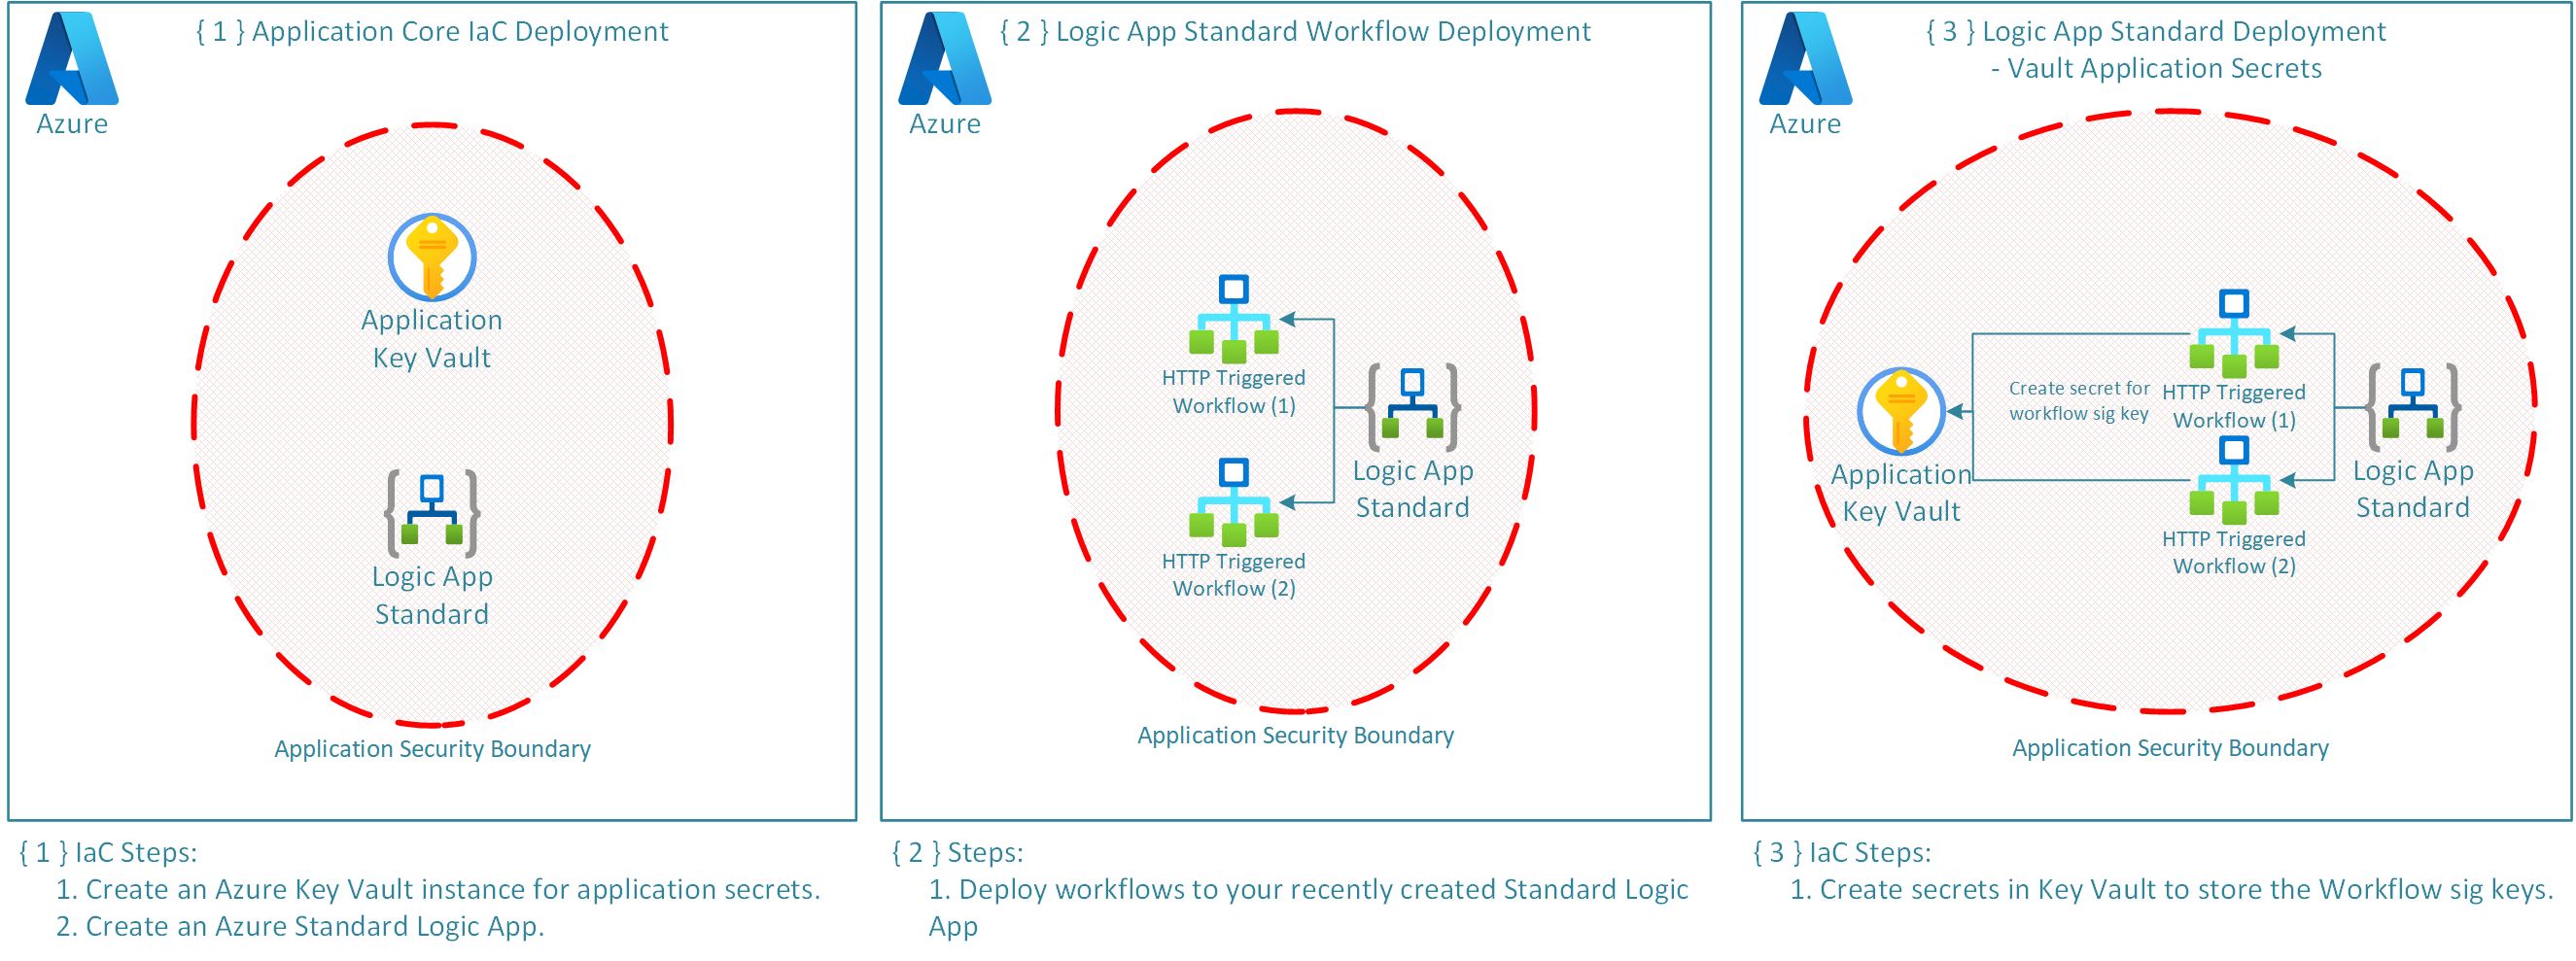 { 1 } Application Core IaC Deployment
Azure
Application
Key Vault
Logic App
Standard
Application Security Boundary
{ 1 } IaC Steps:
1. Create an Azure Key Vault instance for application secrets.
2. Create an Azure Standard Logic App.
{ 2 } Logic App Standard Workflow Deployment
Azure
HTTP Triggered
Workflow (1)
Logic App
Standard
HTTP Triggered
Workflow (2)
Application Security Boundary
{ 2 } Steps:
1. Deploy workflows to your recently created Standard Logic
App
{ 3 } Logic App Standard Deployment
- Vault Application Secrets
Azure
Create secret for
workflow sig key
HTTP Triggered
Workflow (1)
Application
Key Vault
Logic App
Standard
HTTP Triggered
Workflow (2)
Application Security Boundary
{ 3 } IaC Steps:
1. Create secrets in Key Vault to store the Workflow sig keys.